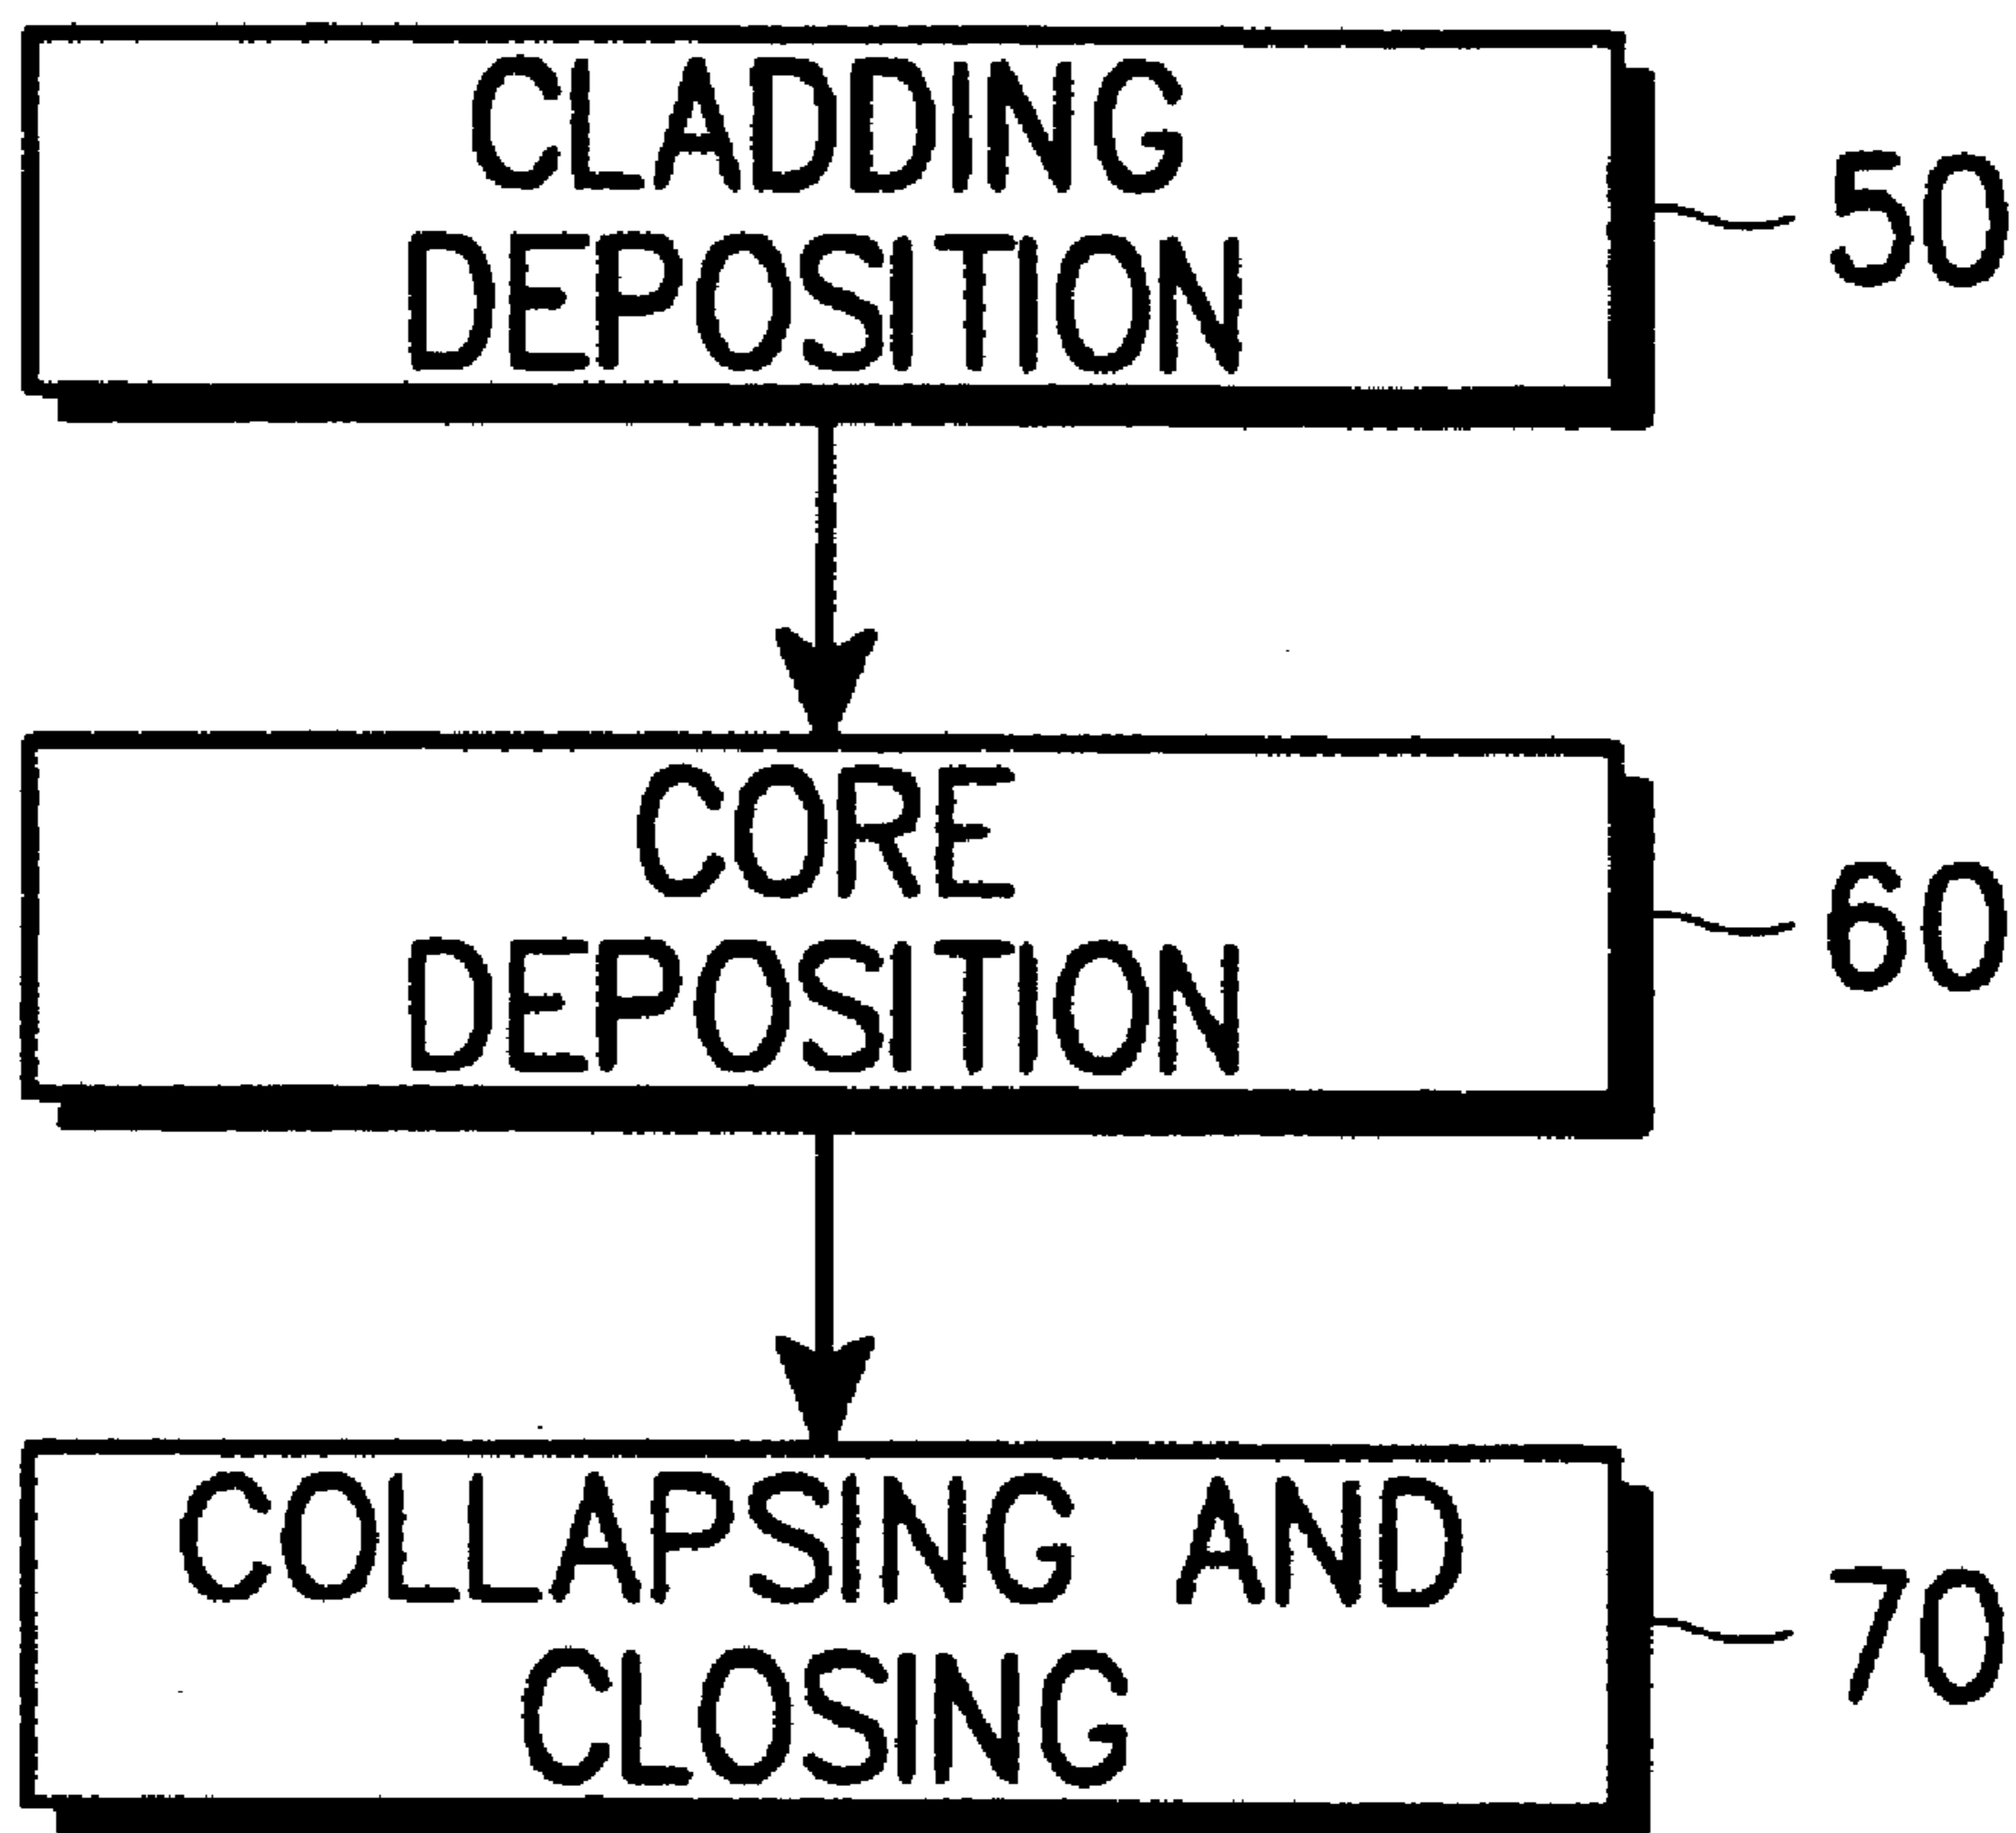 CLADDING
DEPOSITION
50
CORE
DEPOSITION
60
COLLAPSING AND
CLOSING
70